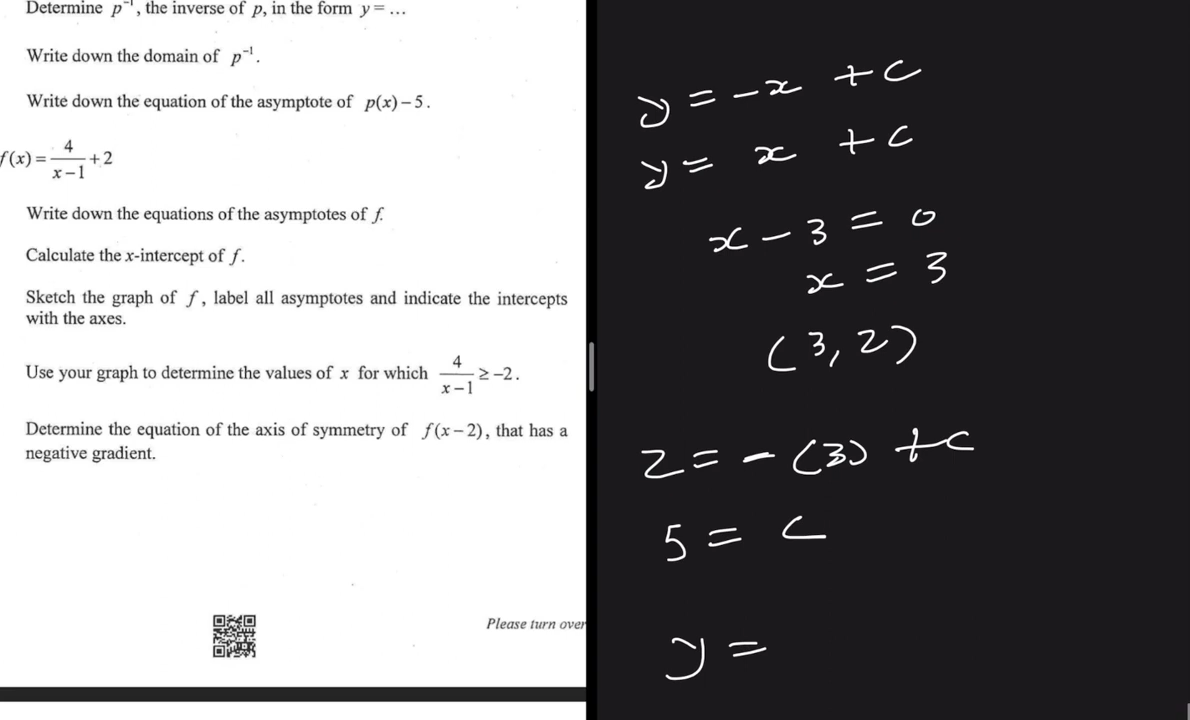 Determine p⁻¹, the inverse of p, in the form y = ...
Write down the domain of p⁻¹.
Write down the equation of the asymptote of p(x) − 5.
f(x) = 4/(x − 1) + 2
Write down the equations of the asymptotes of f.
Calculate the x-intercept of f.
Sketch the graph of f, label all asymptotes and indicate the intercepts
with the axes.
Use your graph to determine the values of x for which 4/(x − 1) ≥ −2.
Determine the equation of the axis of symmetry of f(x − 2), that has a
negative gradient.
Please turn over
y = −x + c
y = x + c
x − 3 = 0
x = 3
(3, 2)
2 = −(3) + c
5 = c
y =